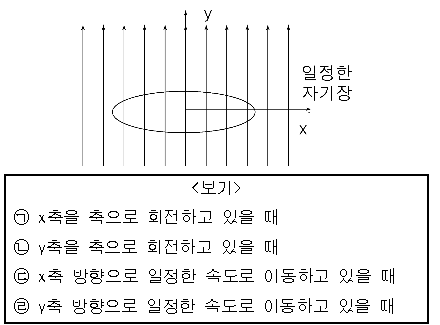 y
일정한
자기장
x
<보기>
㉠ x축을 축으로 회전하고 있을 때
㉡ y축을 축으로 회전하고 있을 때
㉢ x축 방향으로 일정한 속도로 이동하고 있을 때
㉣ y축 방향으로 일정한 속도로 이동하고 있을 때